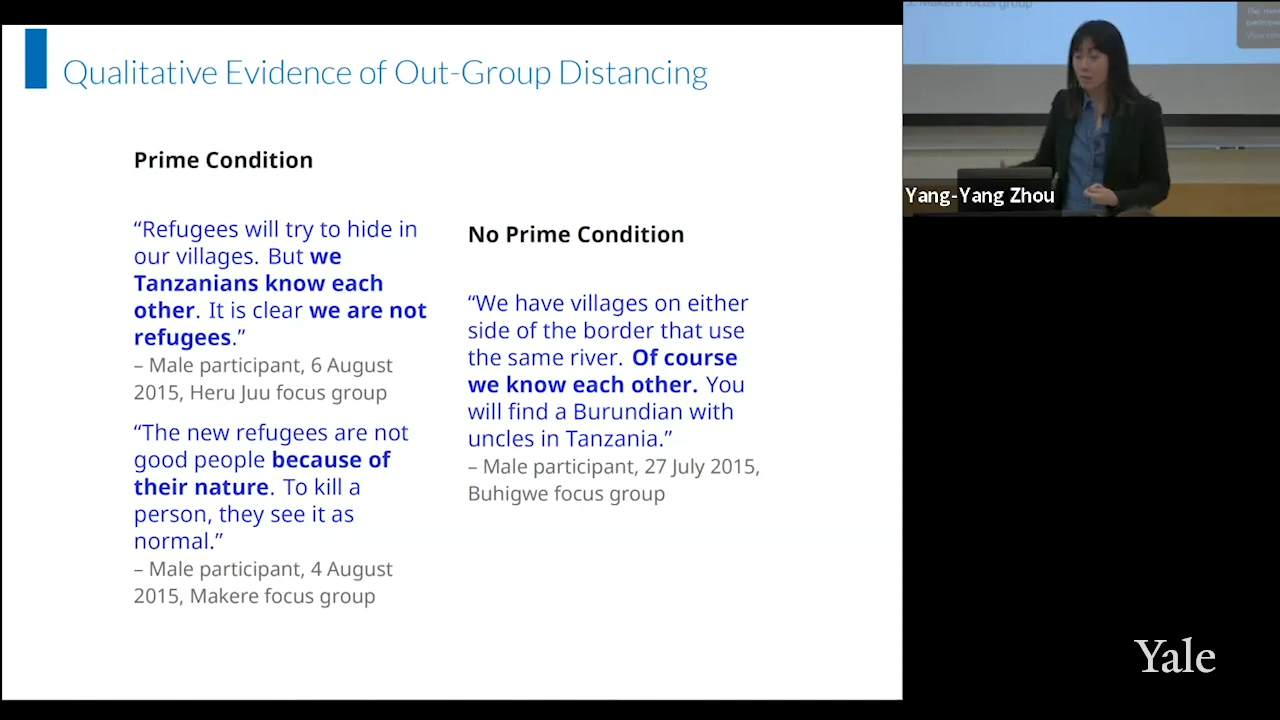 Qualitative Evidence of Out-Group Distancing
Prime Condition
“Refugees will try to hide in
our villages. But we
Tanzanians know each
other. It is clear we are not
refugees.”
– Male participant, 6 August
2015, Heru Juu focus group
“The new refugees are not
good people because of
their nature. To kill a
person, they see it as
normal.”
– Male participant, 4 August
2015, Makere focus group
No Prime Condition
“We have villages on either
side of the border that use
the same river. Of course
we know each other. You
will find a Burundian with
uncles in Tanzania.”
– Male participant, 27 July 2015,
Buhigwe focus group
Makere focus group
Yang-Yang Zhou
Yale